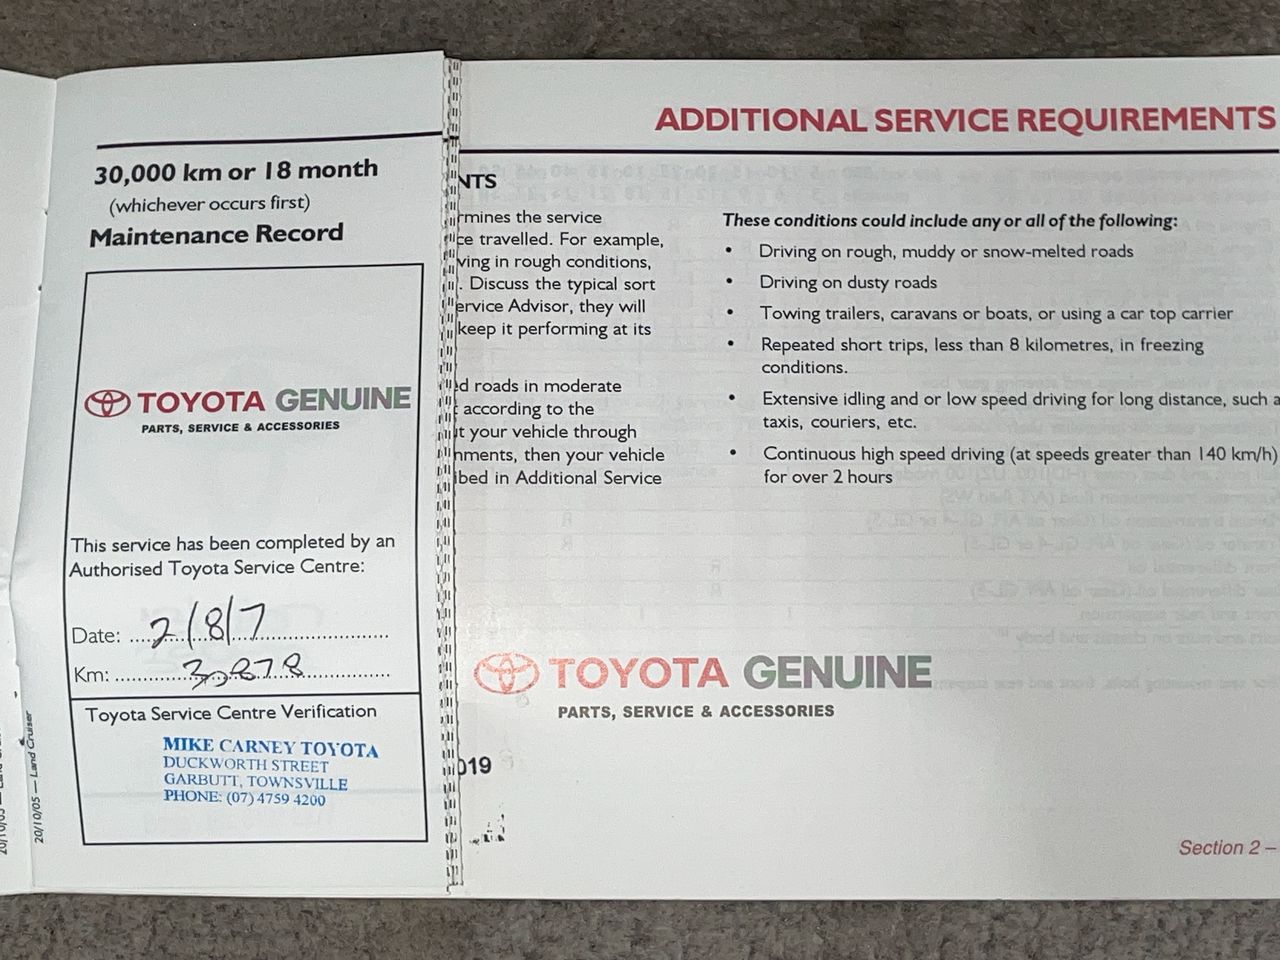 30,000 km or 18 month
(whichever occurs first)
Maintenance Record
TOYOTA GENUINE
PARTS, SERVICE & ACCESSORIES
This service has been completed by an
Authorised Toyota Service Centre:
Date: 2/8/7
Km:
Toyota Service Centre Verification
MIKE CARNEY TOYOTA
DUCKWORTH STREET
GARBUTT, TOWNSVILLE
PHONE: (07) 4759 4200
20/10/05 — Land Cruiser
ADDITIONAL SERVICE REQUIREMENTS
NTS
rmines the service
ce travelled. For example,
ving in rough conditions,
. Discuss the typical sort
ervice Advisor, they will
keep it performing at its
d roads in moderate
according to the
t your vehicle through
nments, then your vehicle
bed in Additional Service
These conditions could include any or all of the following:
• Driving on rough, muddy or snow-melted roads
• Driving on dusty roads
• Towing trailers, caravans or boats, or using a car top carrier
• Repeated short trips, less than 8 kilometres, in freezing
conditions.
• Extensive idling and or low speed driving for long distance, such a
taxis, couriers, etc.
• Continuous high speed driving (at speeds greater than 140 km/h)
for over 2 hours
TOYOTA GENUINE
PARTS, SERVICE & ACCESSORIES
019
Section 2 –